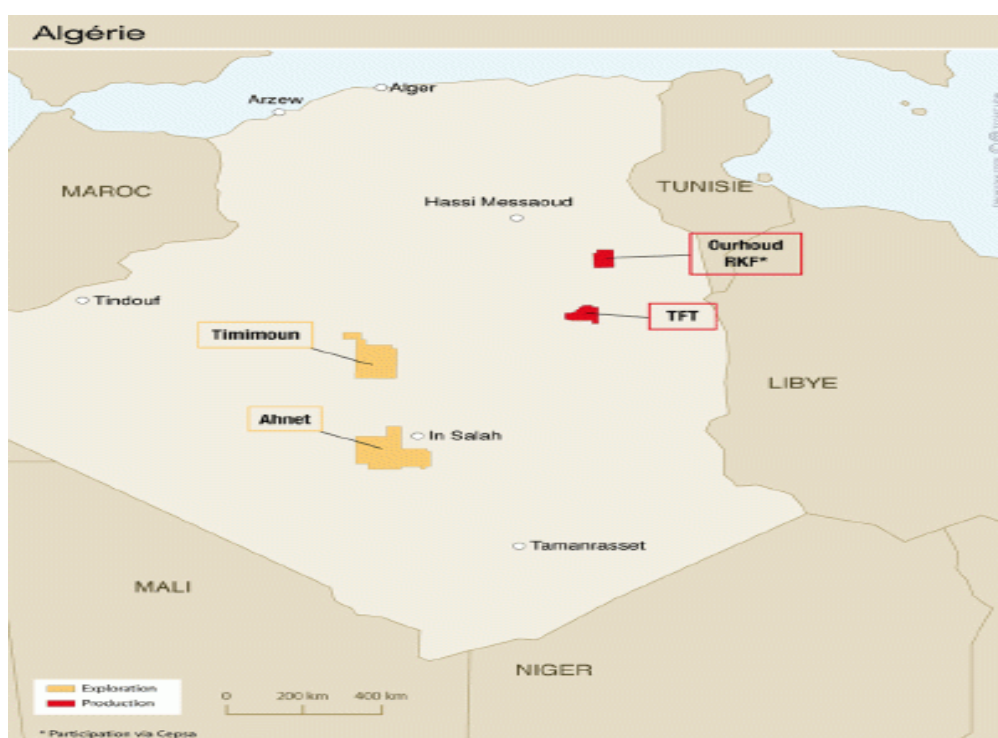 Algérie
Alger
Arzew
MAROC
TUNISIE
Hassi Messaoud
Ourhoud
RKF*
Tindouf
TFT
Timimoun
LIBYE
Ahnet
In Salah
Tamanrasset
MALI
NIGER
Exploration
Production
0 200 km 400 km
* Participation via Cepsa